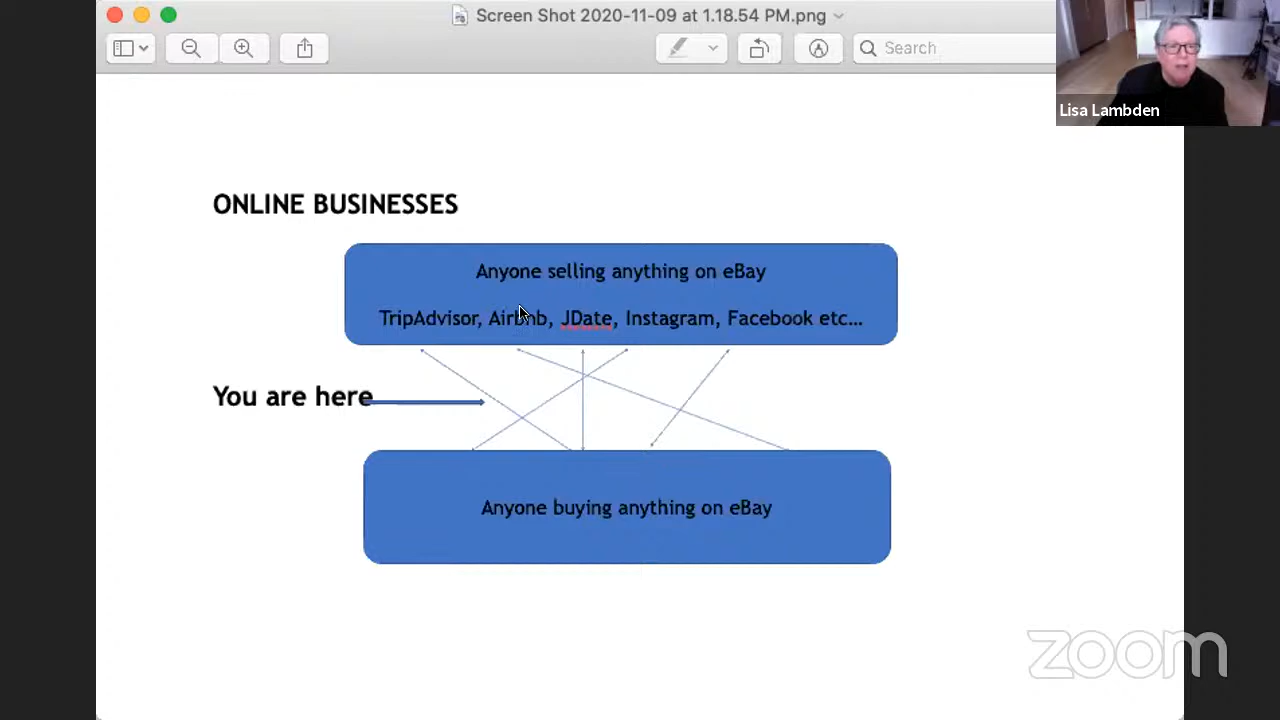 Screen Shot 2020-11-09 at 1.18.54 PM.png
Search
Lisa Lambden
ONLINE BUSINESSES
Anyone selling anything on eBay
TripAdvisor, Airbnb, JDate, Instagram, Facebook etc...
You are here
Anyone buying anything on eBay
zoom